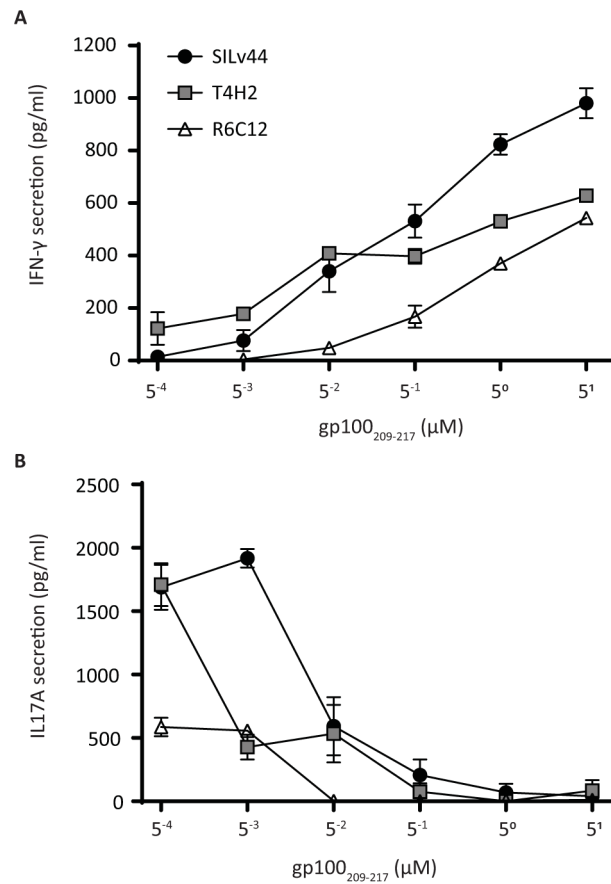 A
IFN-γ secretion (pg/ml)
1200
1000
800
600
400
200
0
SILv44
T4H2
R6C12
5⁻⁴ 5⁻³ 5⁻² 5⁻¹ 5⁰ 5¹
gp100₂₀₉₋₂₁₇ (µM)
B
IL17A secretion (pg/ml)
2500
2000
1500
1000
500
0
5⁻⁴ 5⁻³ 5⁻² 5⁻¹ 5⁰ 5¹
gp100₂₀₉₋₂₁₇ (µM)